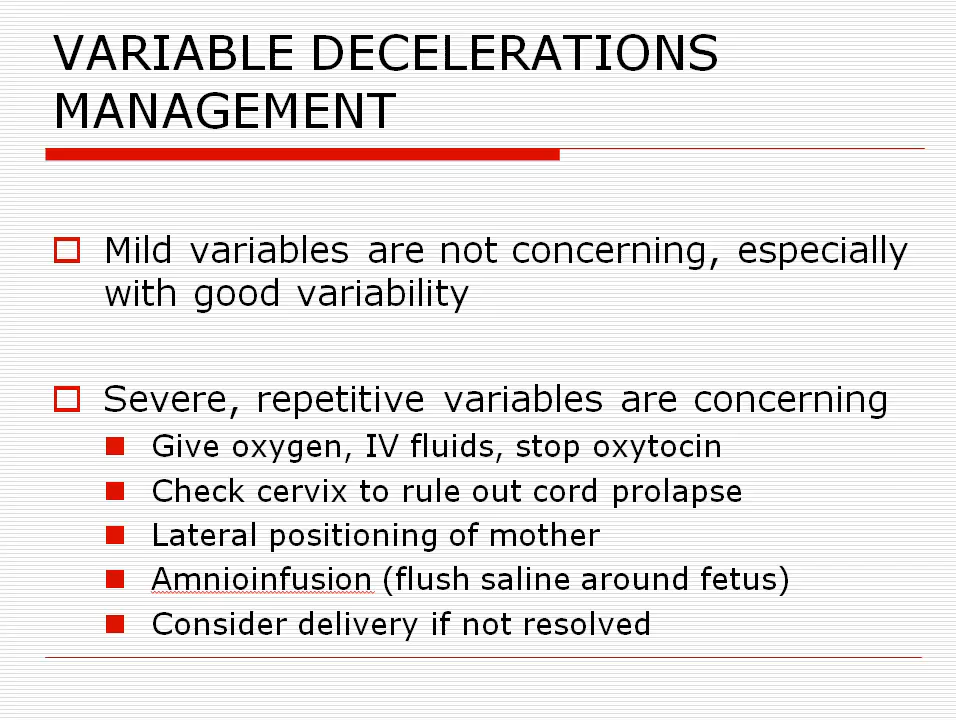 VARIABLE DECELERATIONS
MANAGEMENT
Mild variables are not concerning, especially
with good variability
Severe, repetitive variables are concerning
Give oxygen, IV fluids, stop oxytocin
Check cervix to rule out cord prolapse
Lateral positioning of mother
Amnioinfusion (flush saline around fetus)
Consider delivery if not resolved